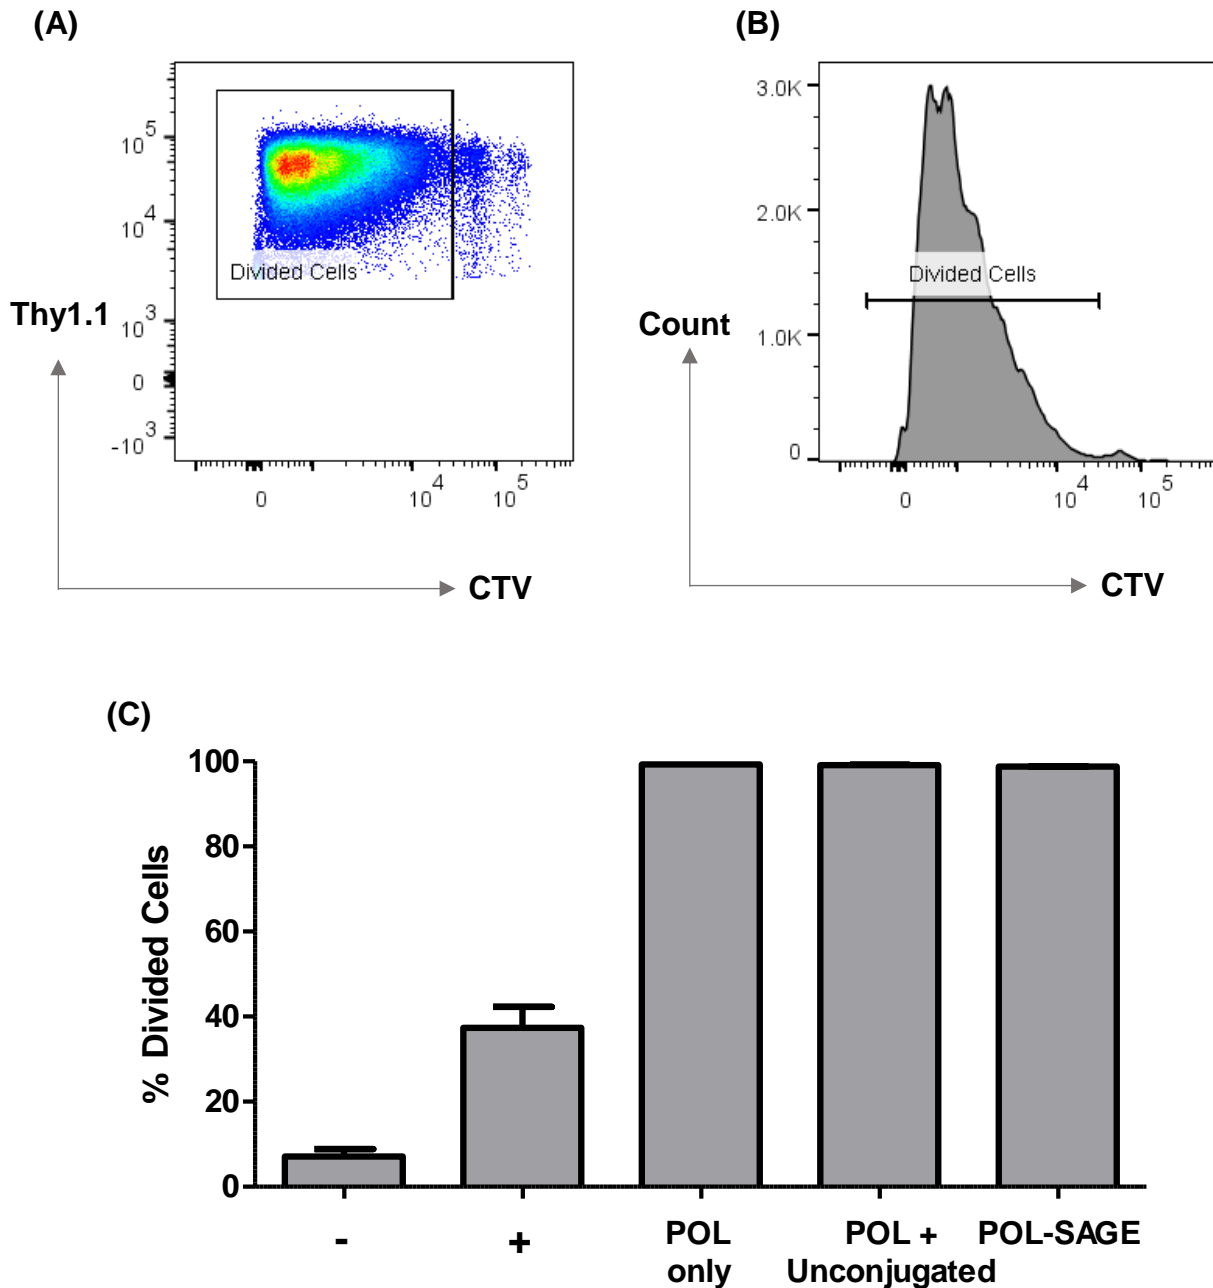 (A)
10^5
10^4
Divided Cells
Thy1.1
10^3
0
-10^3
0
10^4
10^5
CTV
(B)
3.0K
2.0K
Divided Cells
Count
1.0K
0
0
10^4
10^5
CTV
(C)
100
80
60
40
20
0
% Divided Cells
-
+
POL
only
POL +
Unconjugated
POL-SAGE